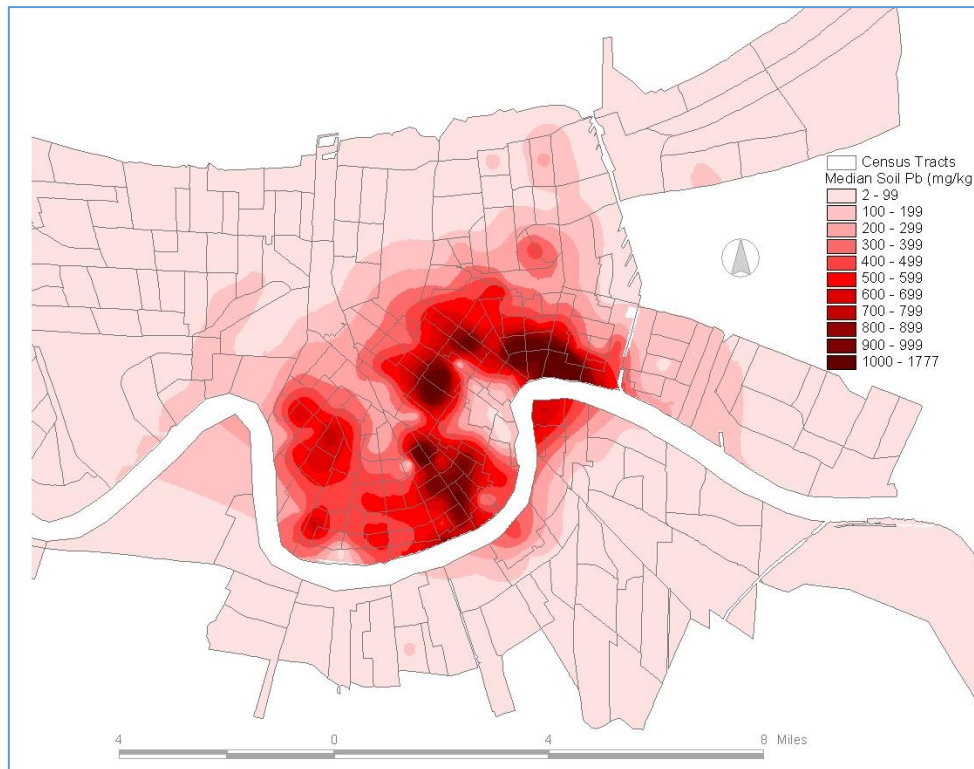 Census Tracts
Median Soil Pb (mg/kg
2 - 99
100 - 199
200 - 299
300 - 399
400 - 499
500 - 599
600 - 699
700 - 799
800 - 899
900 - 999
1000 - 1777
4 0 4 8 Miles